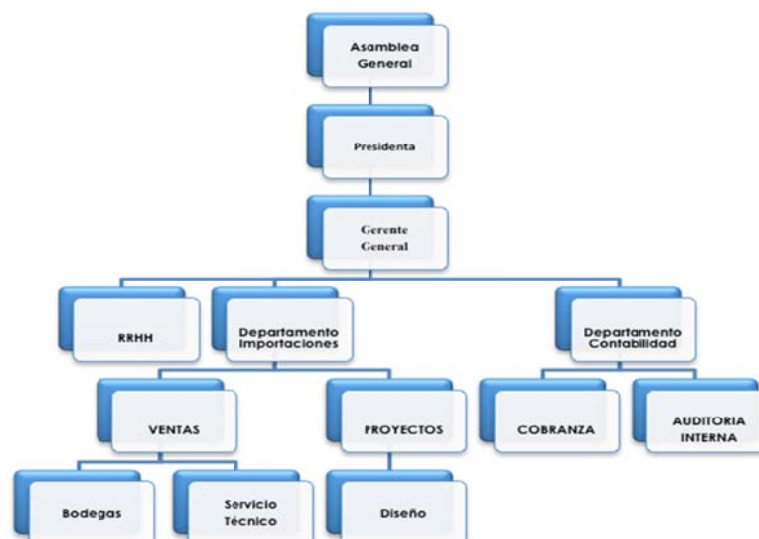 Asamblea
General
Presidenta
Gerente
General
RRHH
Departamento
Importaciones
Departamento
Contabilidad
VENTAS
PROYECTOS
COBRANZA
AUDITORIA
INTERNA
Bodegas
Servicio
Técnico
Diseño